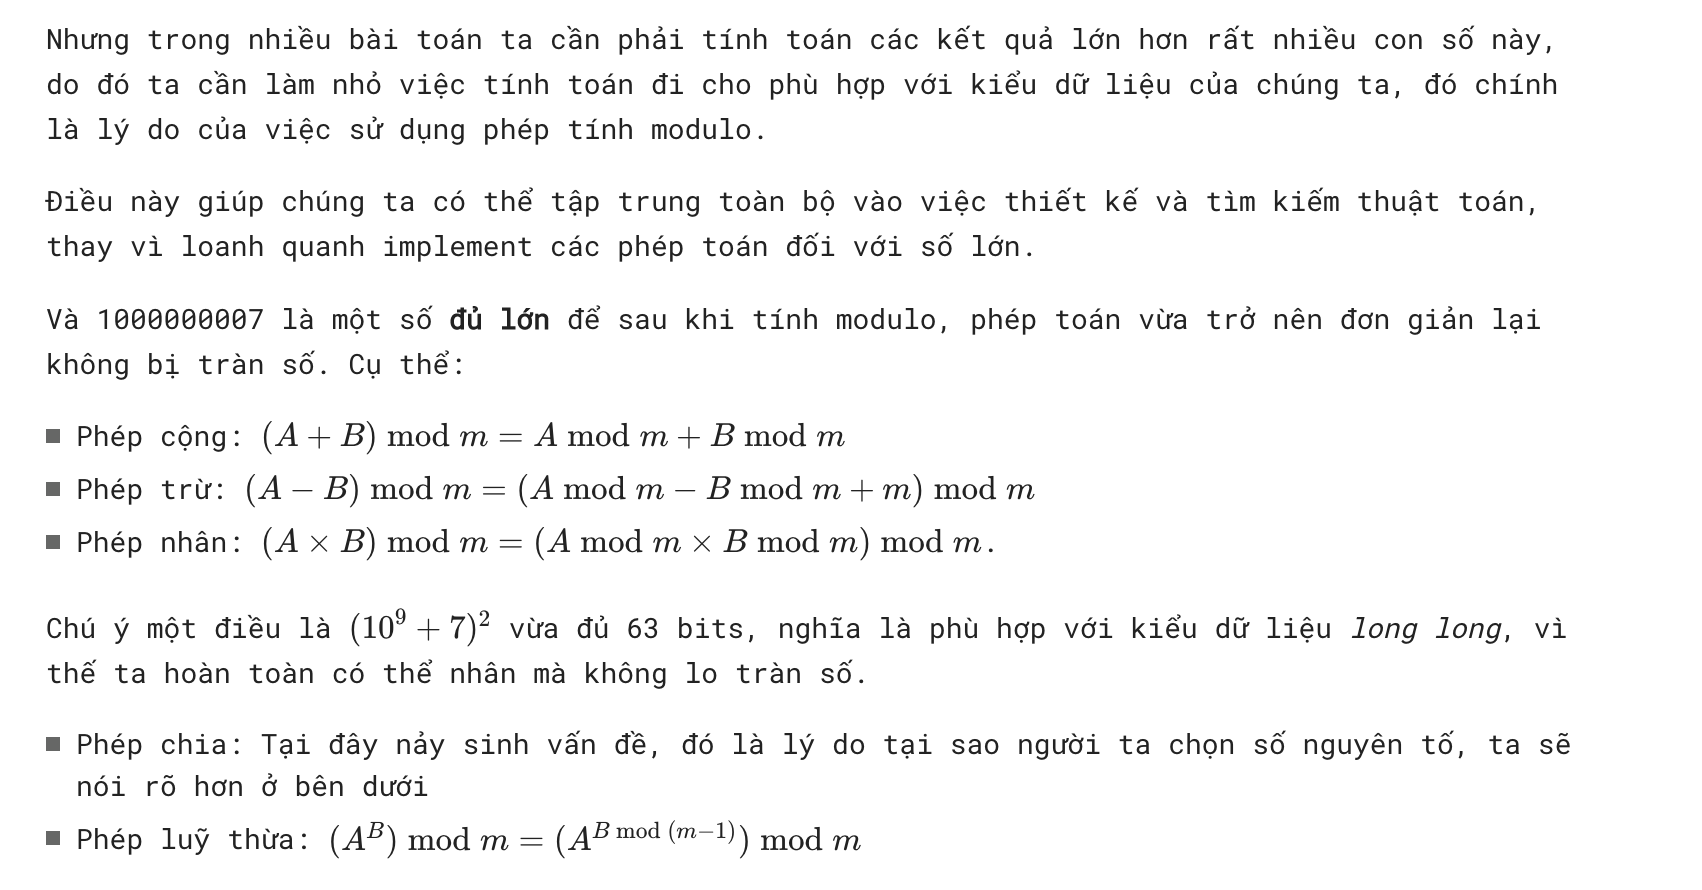 Nhưng trong nhiều bài toán ta cần phải tính toán các kết quả lớn hơn rất nhiều con số này,
do đó ta cần làm nhỏ việc tính toán đi cho phù hợp với kiểu dữ liệu của chúng ta, đó chính
là lý do của việc sử dụng phép tính modulo.
Điều này giúp chúng ta có thể tập trung toàn bộ vào việc thiết kế và tìm kiếm thuật toán,
thay vì loanh quanh implement các phép toán đối với số lớn.
Và 1000000007 là một số đủ lớn để sau khi tính modulo, phép toán vừa trở nên đơn giản lại
không bị tràn số. Cụ thể:
■ Phép cộng: (A + B) mod m = A mod m + B mod m
■ Phép trừ: (A − B) mod m = (A mod m − B mod m + m) mod m
■ Phép nhân: (A × B) mod m = (A mod m × B mod m) mod m.
Chú ý một điều là (10^9 + 7)^2 vừa đủ 63 bits, nghĩa là phù hợp với kiểu dữ liệu long long, vì
thế ta hoàn toàn có thể nhân mà không lo tràn số.
■ Phép chia: Tại đây nảy sinh vấn đề, đó là lý do tại sao người ta chọn số nguyên tố, ta sẽ
nói rõ hơn ở bên dưới
■ Phép luỹ thừa: (A^B) mod m = (A^{B mod (m−1)}) mod m